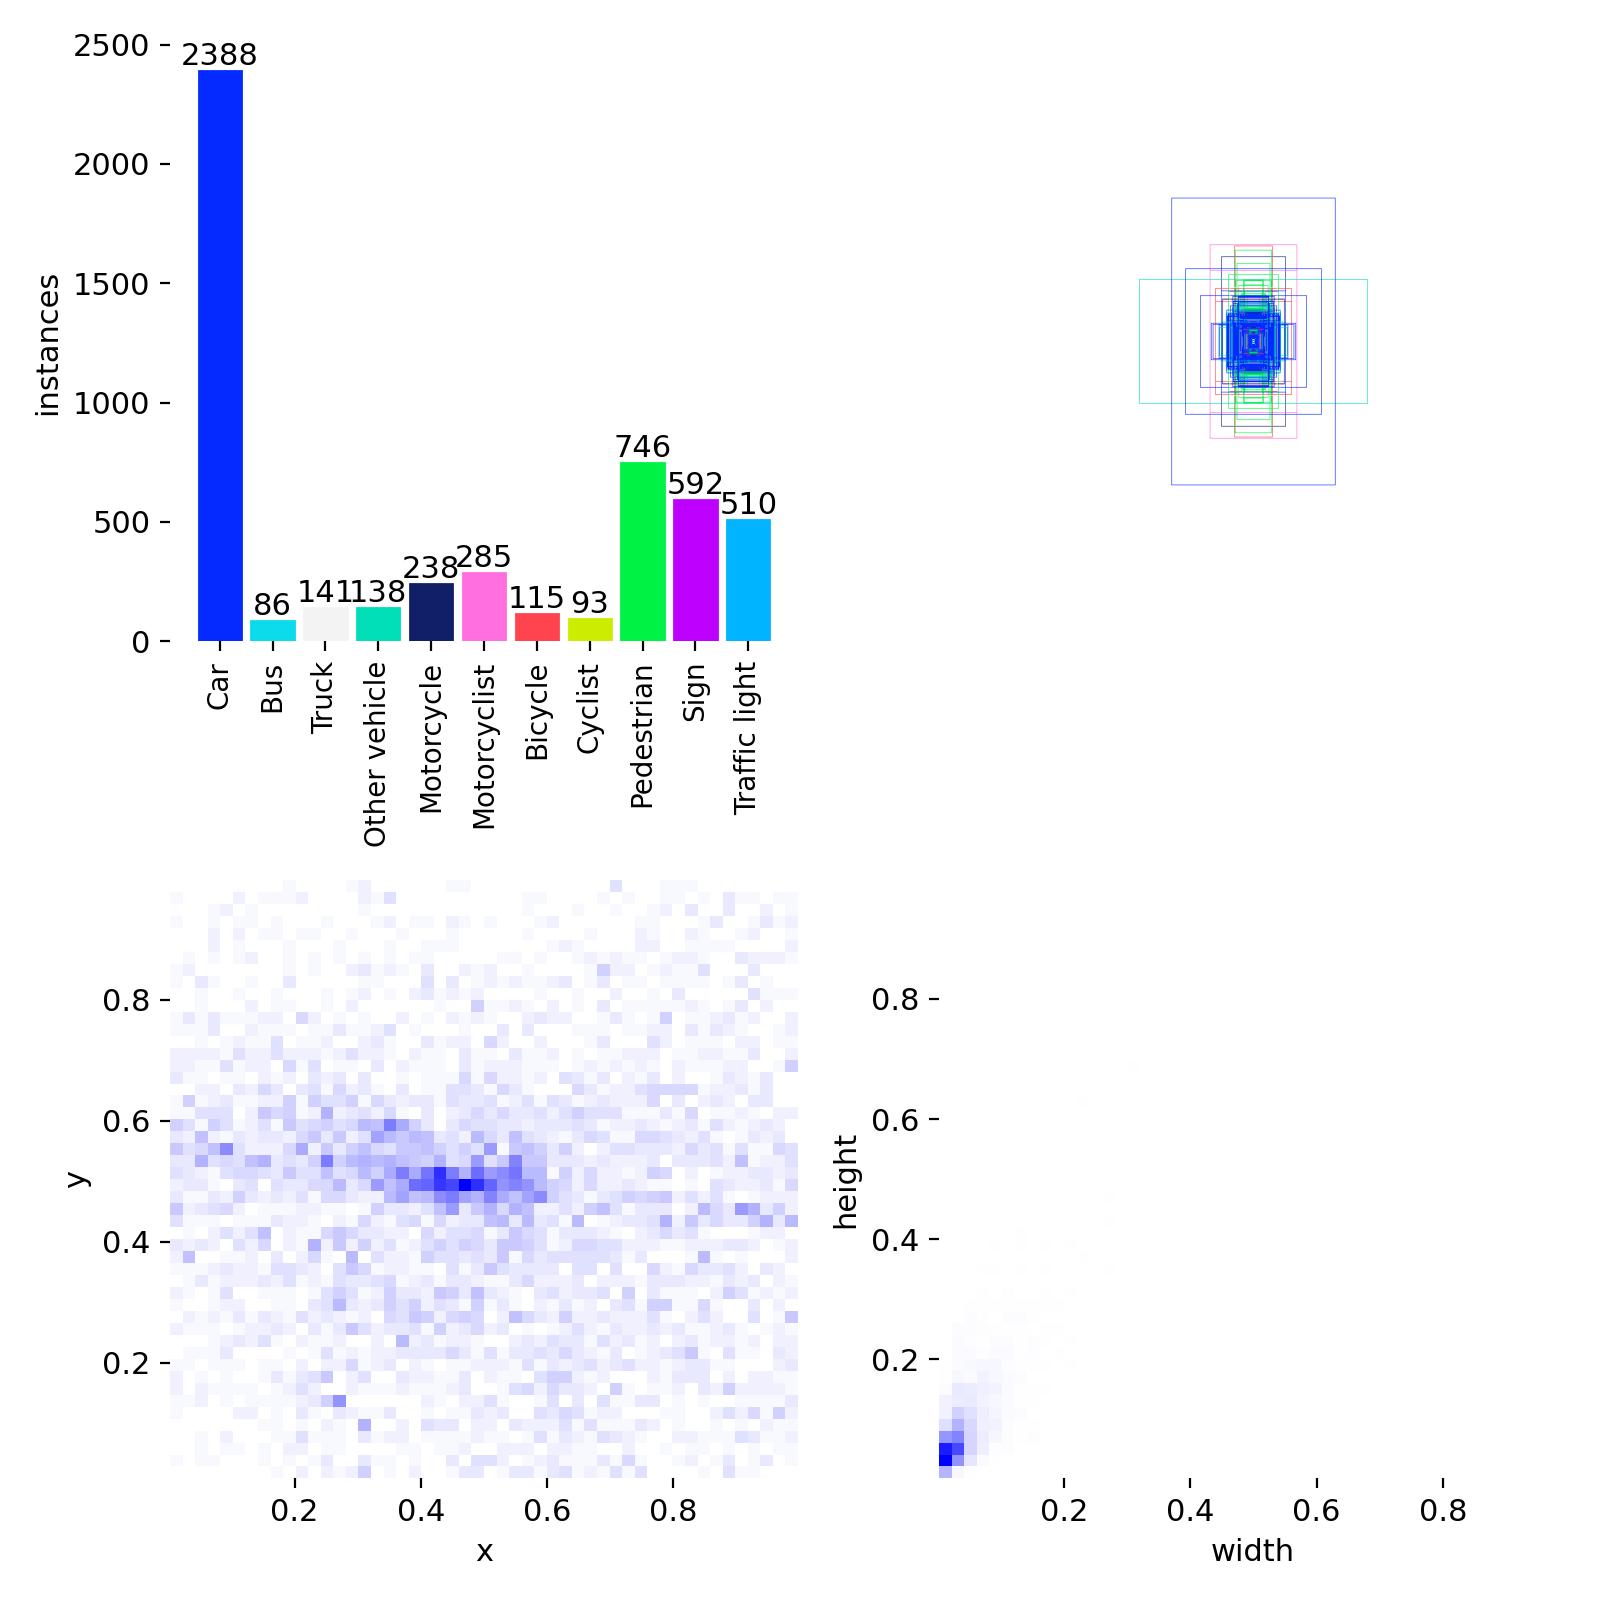 2500
2000
1500
1000
500
0
instances
2388
86
141
138
238
285
115
93
746
592
510
Car
Bus
Truck
Other vehicle
Motorcycle
Motorcyclist
Bicycle
Cyclist
Pedestrian
Sign
Traffic light
0.8
0.6
0.4
0.2
y
0.2
0.4
0.6
0.8
x
0.8
0.6
0.4
0.2
height
0.2
0.4
0.6
0.8
width